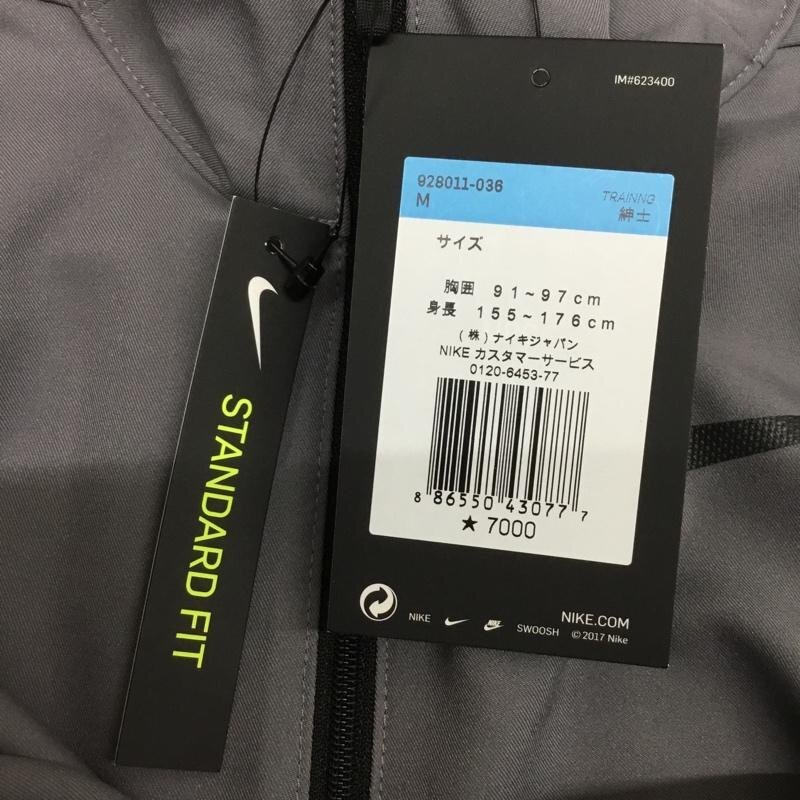 IM#623400
928011-036
M
TRAINNG
紳士
サイズ
胸囲 91~97cm
身長 155~176cm
(株)ナイキジャパン
NIKE カスタマーサービス
0120-6453-77
8 86550 43077 7
★ 7000
NIKE NIKE SWOOSH
NIKE.COM
© 2017 Nike
STANDARD FIT